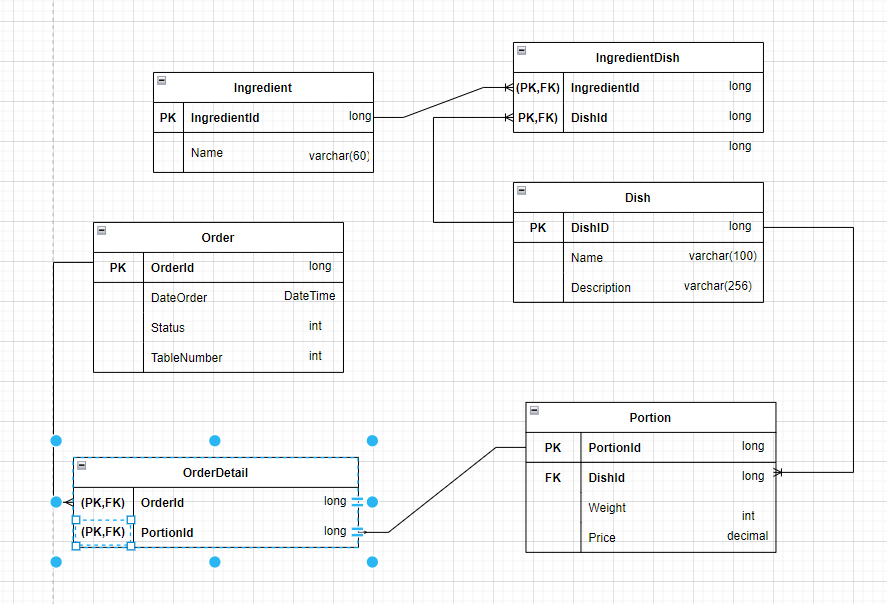 IngredientDish
(PK,FK) IngredientId long
PK,FK) DishId long
long
Ingredient
PK IngredientId long
Name varchar(60)
Dish
PK DishID long
Name varchar(100)
Description varchar(256)
Order
PK OrderId long
DateOrder DateTime
Status int
TableNumber int
Portion
PK PortionId long
FK DishId long
Weight int
Price decimal
OrderDetail
(PK,FK) OrderId long
(PK,FK) PortionId long